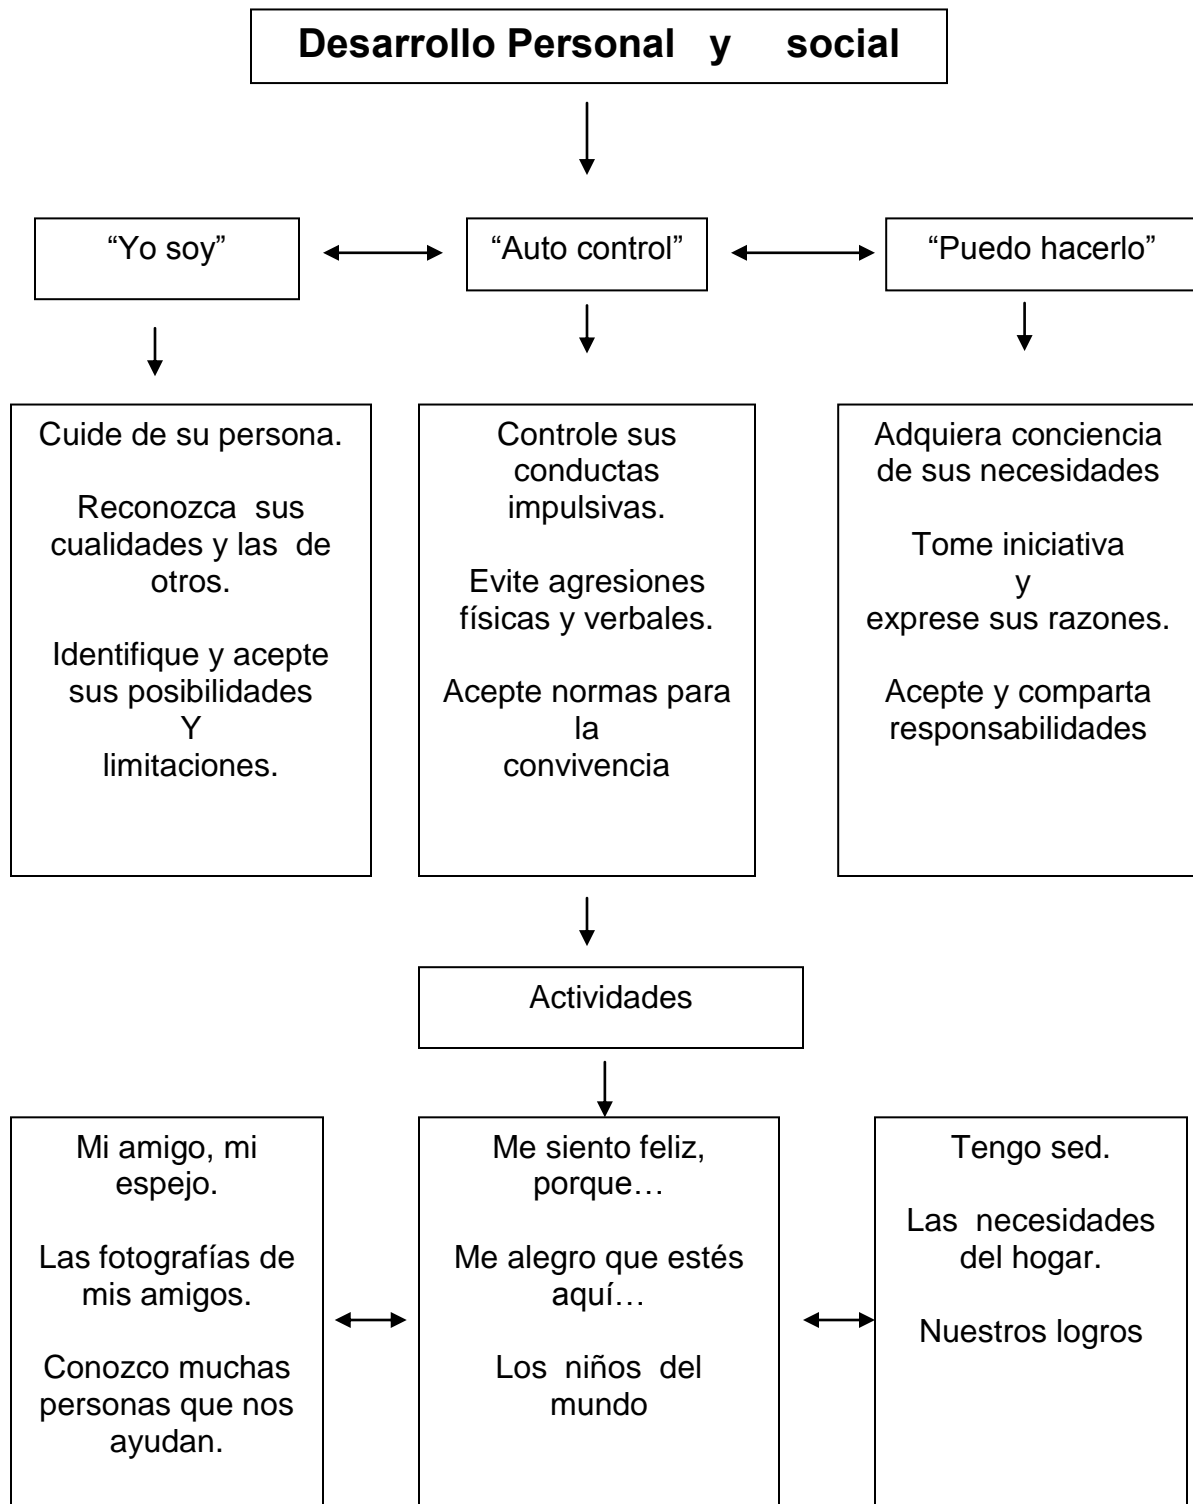 Desarrollo Personal y social
“Yo soy”
“Auto control”
“Puedo hacerlo”
Cuide de su persona.
Reconozca sus
cualidades y las de
otros.
Identifique y acepte
sus posibilidades
Y
limitaciones.
Controle sus
conductas
impulsivas.
Evite agresiones
físicas y verbales.
Acepte normas para
la
convivencia
Adquiera conciencia
de sus necesidades
Tome iniciativa
y
exprese sus razones.
Acepte y comparta
responsabilidades
Actividades
Mi amigo, mi
espejo.
Las fotografías de
mis amigos.
Conozco muchas
personas que nos
ayudan.
Me siento feliz,
porque…
Me alegro que estés
aquí…
Los niños del
mundo
Tengo sed.
Las necesidades
del hogar.
Nuestros logros